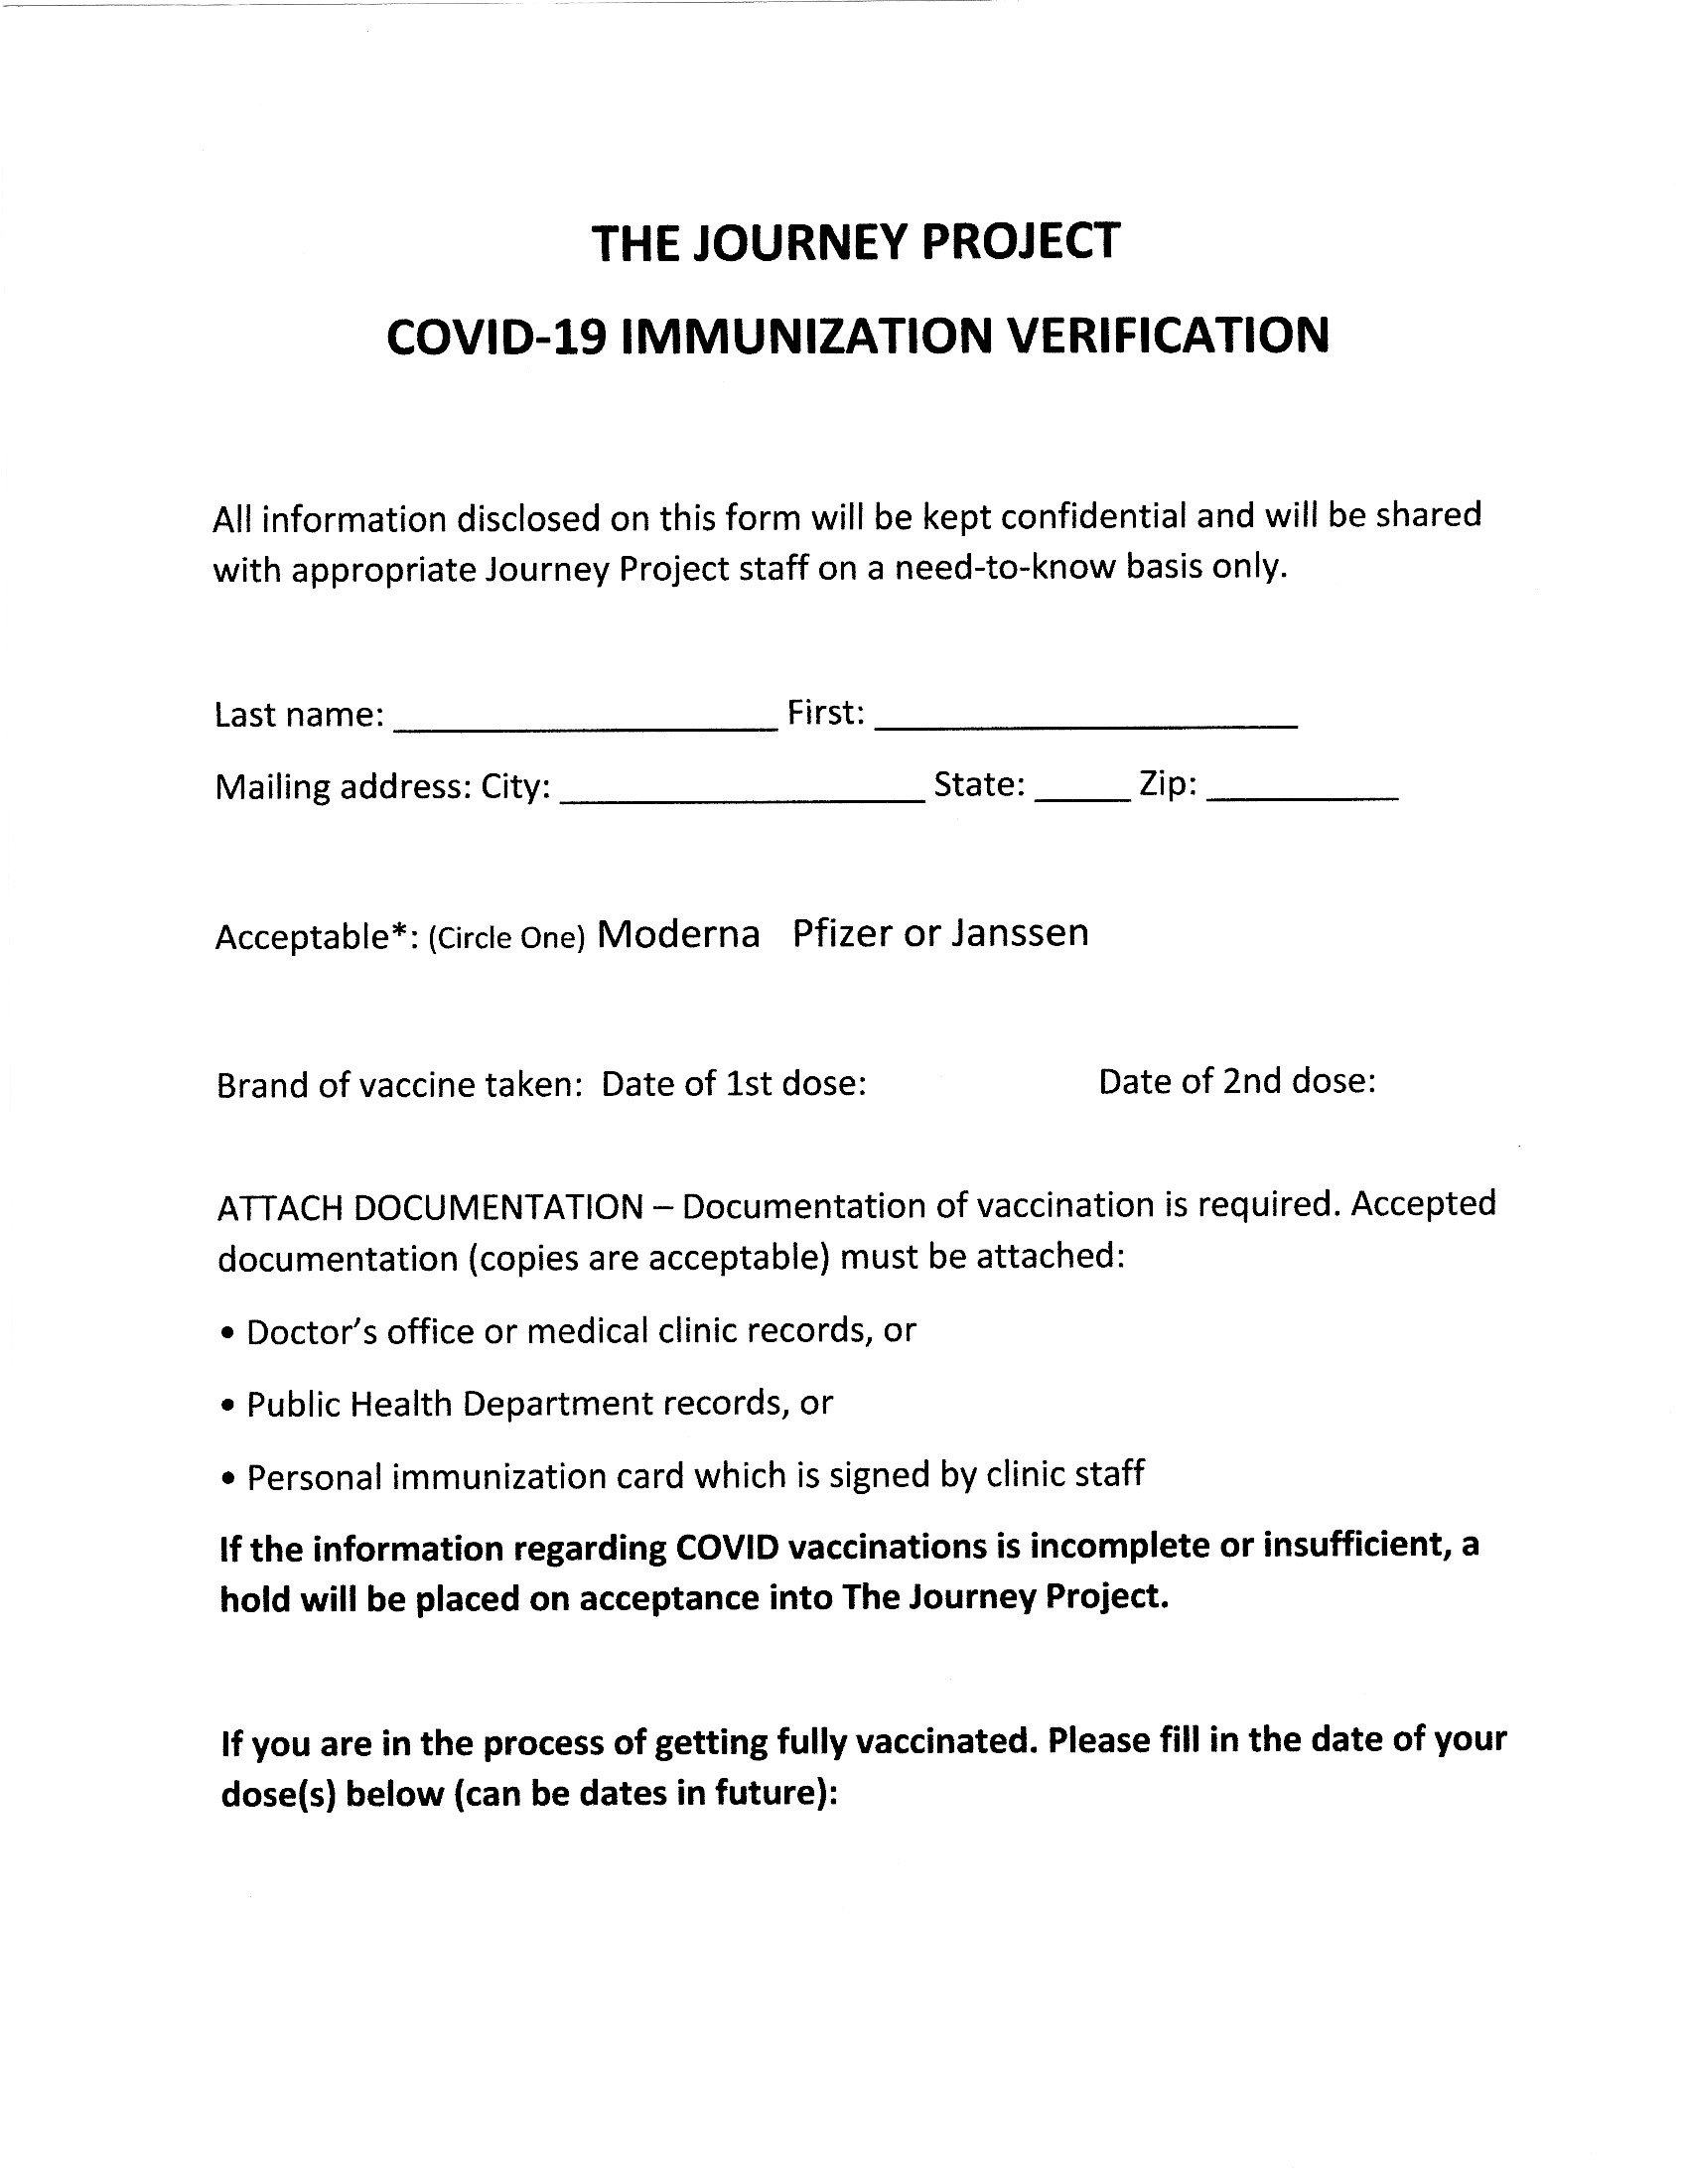 THE JOURNEY PROJECT
COVID-19 IMMUNIZATION VERIFICATION
All information disclosed on this form will be kept confidential and will be shared
with appropriate Journey Project staff on a need-to-know basis only.
Last name: ____________________ First: ______________________
Mailing address: City: ___________________ State: _____ Zip: __________
Acceptable*: (Circle One) Moderna Pfizer or Janssen
Brand of vaccine taken: Date of 1st dose: Date of 2nd dose:
ATTACH DOCUMENTATION – Documentation of vaccination is required. Accepted
documentation (copies are acceptable) must be attached:
• Doctor's office or medical clinic records, or
• Public Health Department records, or
• Personal immunization card which is signed by clinic staff
If the information regarding COVID vaccinations is incomplete or insufficient, a
hold will be placed on acceptance into The Journey Project.
If you are in the process of getting fully vaccinated. Please fill in the date of your
dose(s) below (can be dates in future):